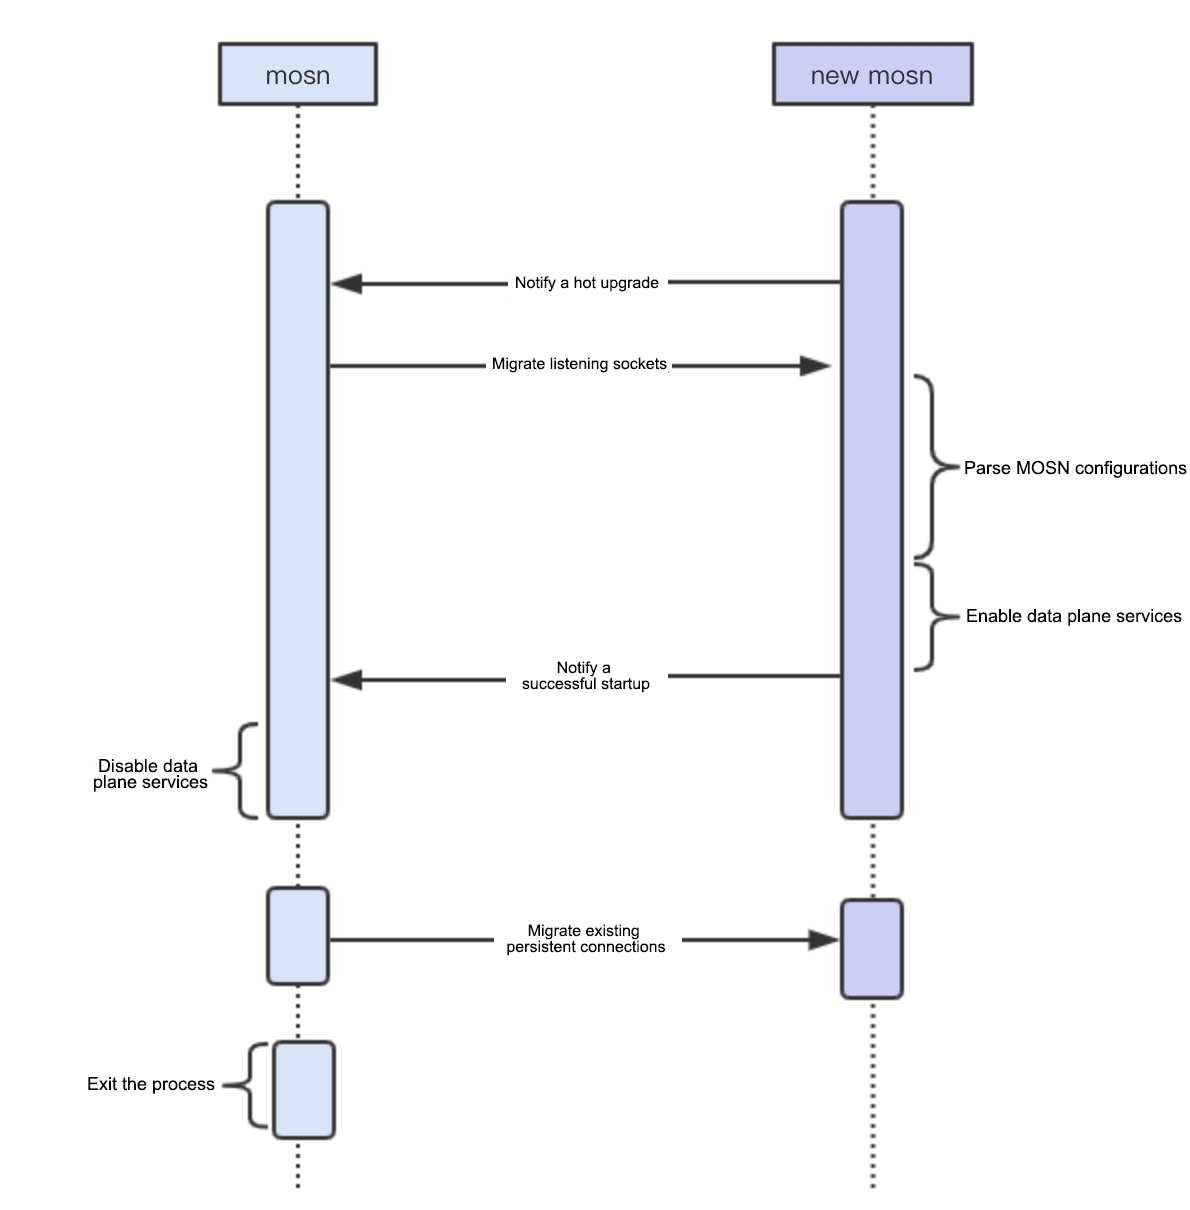 mosn
new mosn
Notify a hot upgrade
Migrate listening sockets
Parse MOSN configurations
Enable data plane services
Notify a
successful startup
Disable data
plane services
Migrate existing
persistent connections
Exit the process